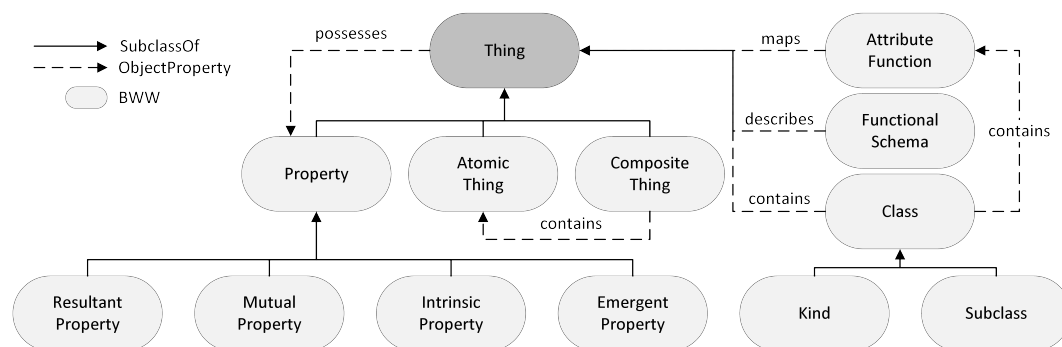 SubclassOf
ObjectProperty
BWW
possesses
Thing
maps
Attribute
Function
describes
Functional
Schema
contains
contains
Class
Property
Atomic
Thing
Composite
Thing
contains
Resultant
Property
Mutual
Property
Intrinsic
Property
Emergent
Property
Kind
Subclass